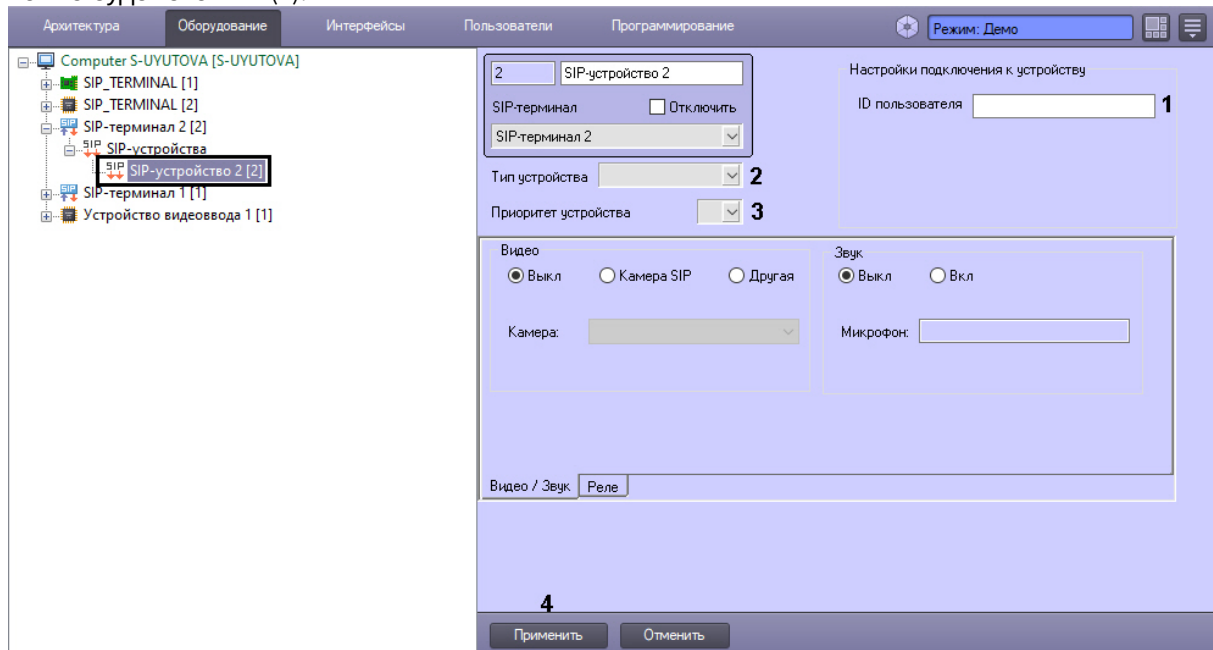 Архитектура Оборудование Интерфейсы Пользователи Программирование Режим: Демо
Computer S-UYUTOVA [S-UYUTOVA]
SIP_TERMINAL [1]
SIP_TERMINAL [2]
SIP-терминал 2 [2]
SIP-устройства
SIP-устройство 2 [2]
SIP-терминал 1 [1]
Устройство видеоввода 1 [1]
2 SIP-устройство 2
SIP-терминал Отключить
SIP-терминал 2
Тип устройства 2
Приоритет устройства 3
Настройки подключения к устройству
ID пользователя 1
Видео
Выкл Камера SIP Другая
Камера:
Звук
Выкл Вкл
Микрофон:
Видео / Звук Реле
4
Применить Отменить